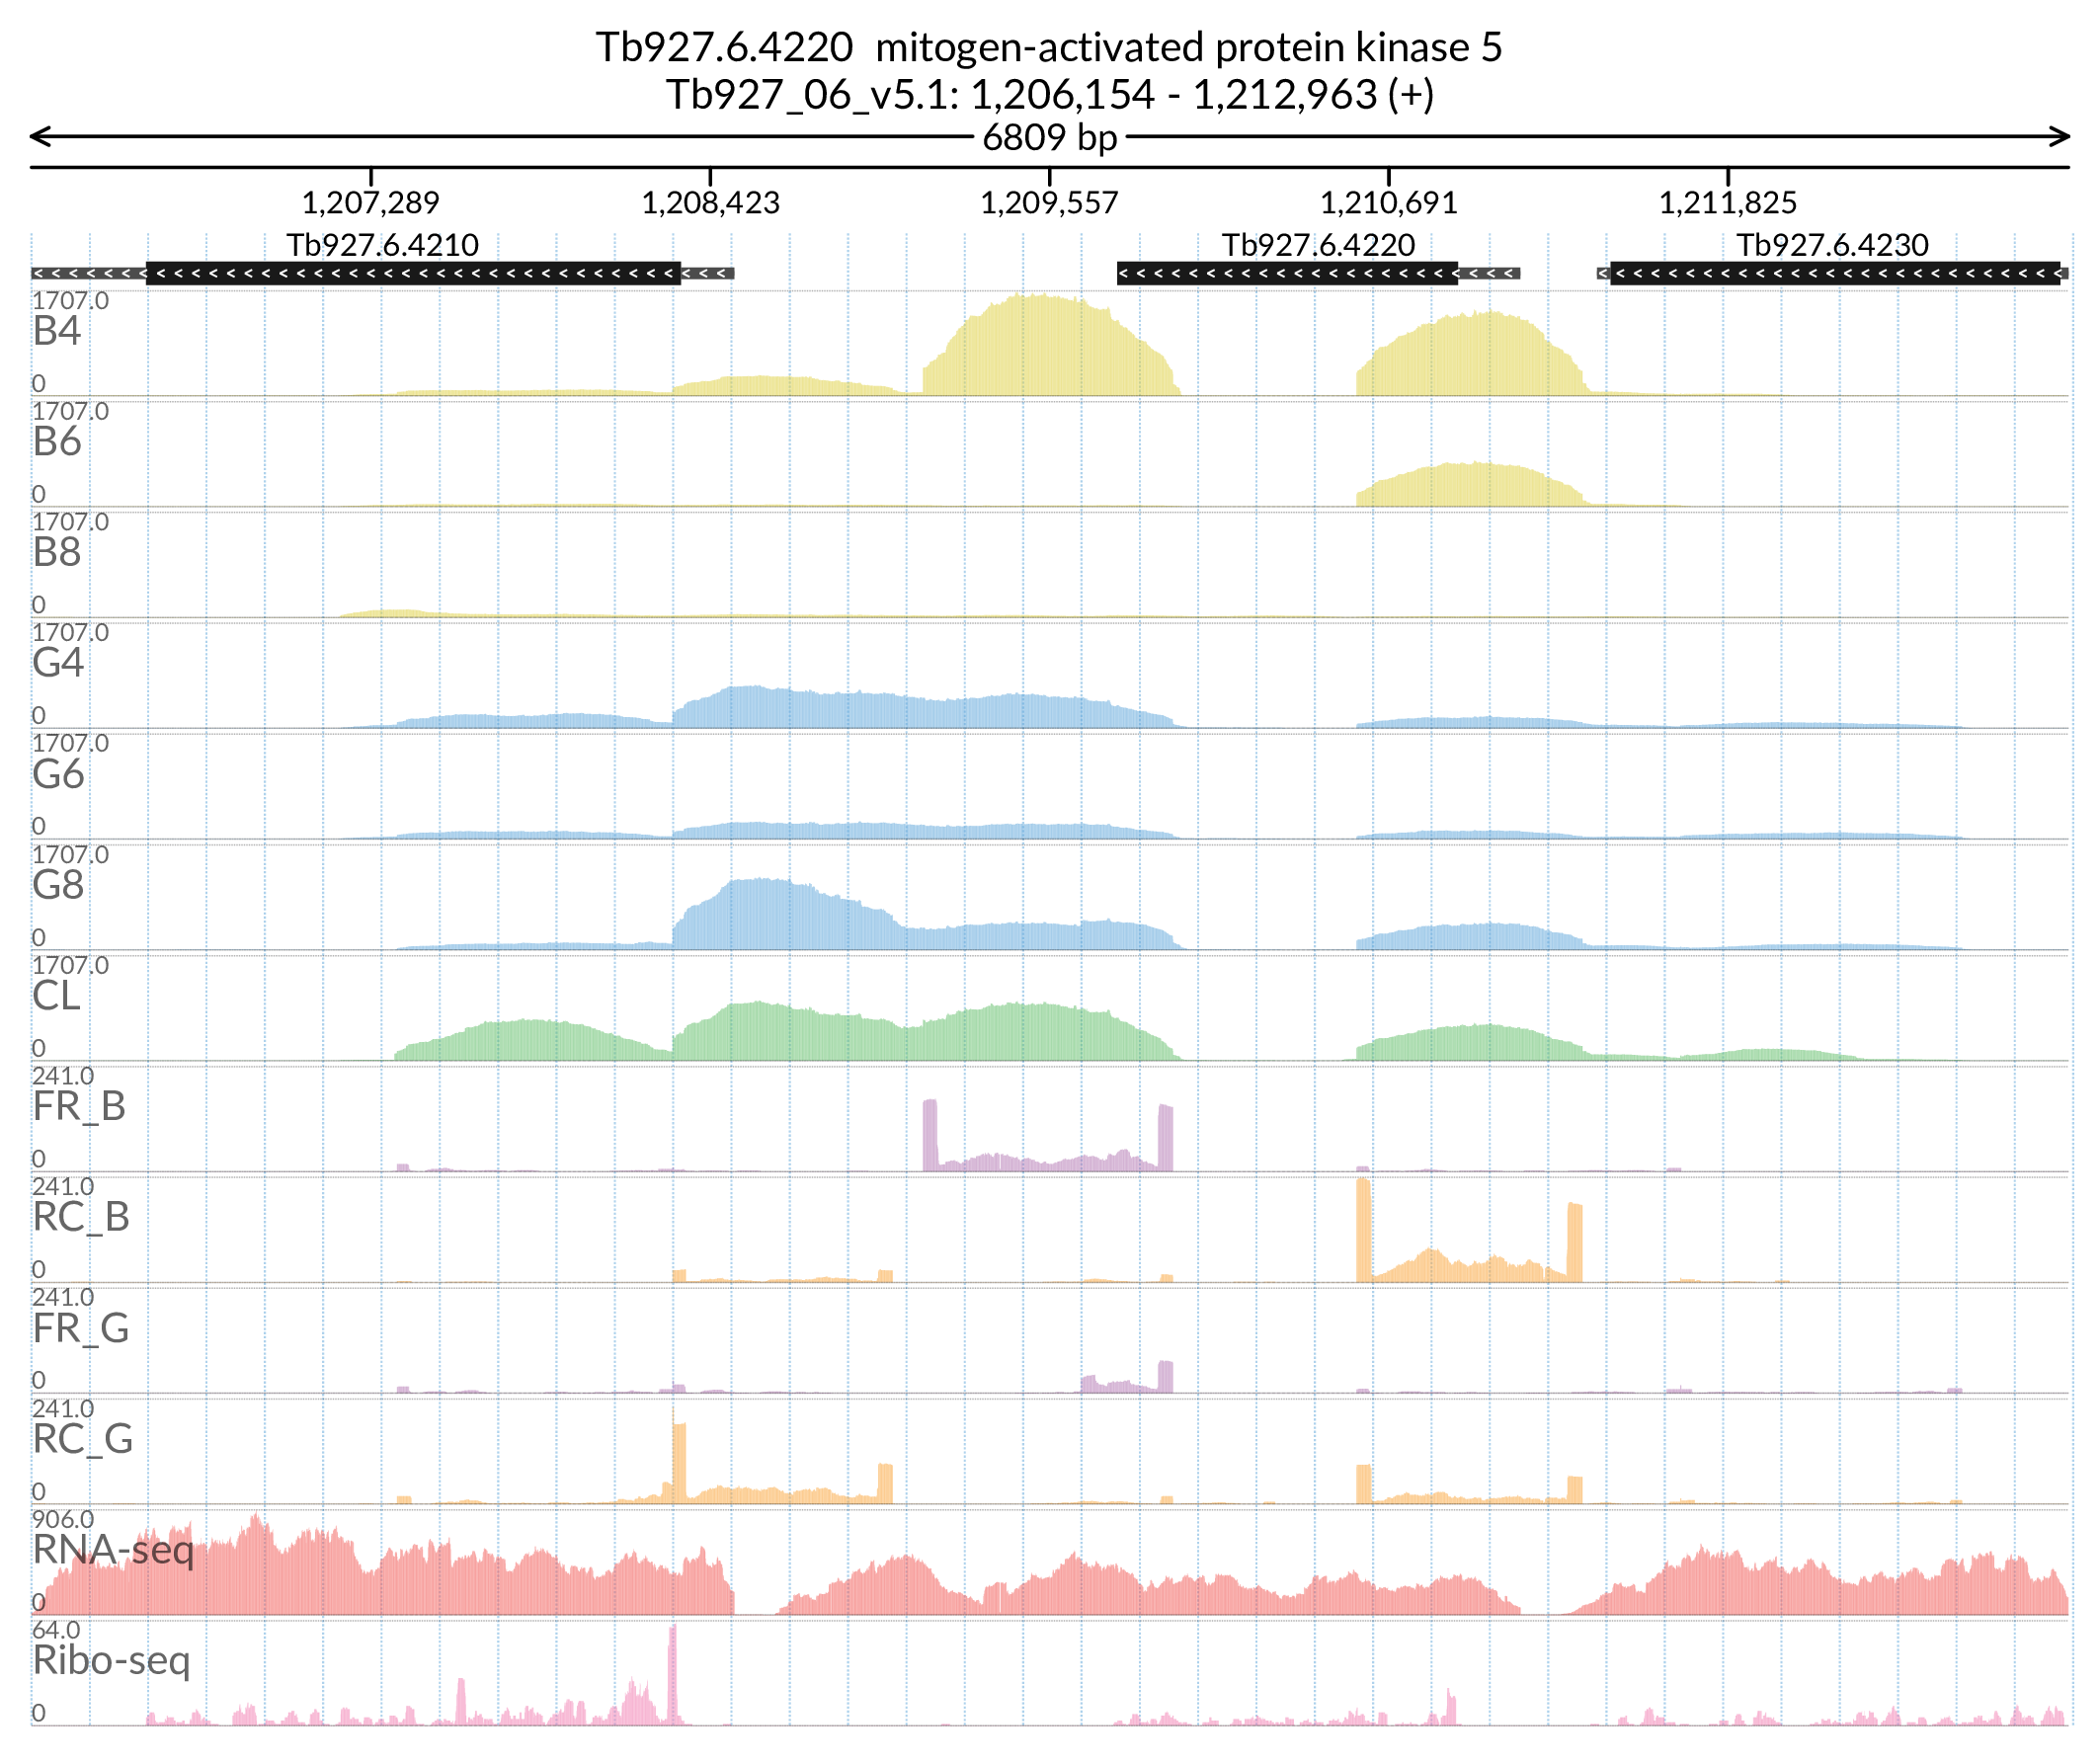 Tb927.6.4220  mitogen-activated protein kinase 5
Tb927_06_v5.1: 1,206,154 - 1,212,963 (+)
6809 bp
1,207,289 1,208,423 1,209,557 1,210,691 1,211,825
Tb927.6.4210 Tb927.6.4220 Tb927.6.4230
1707.0
B4
0
1707.0
B6
0
1707.0
B8
0
1707.0
G4
0
1707.0
G6
0
1707.0
G8
0
1707.0
CL
0
241.0
FR_B
0
241.0
RC_B
0
241.0
FR_G
0
241.0
RC_G
0
906.0
RNA-seq
0
64.0
Ribo-seq
0